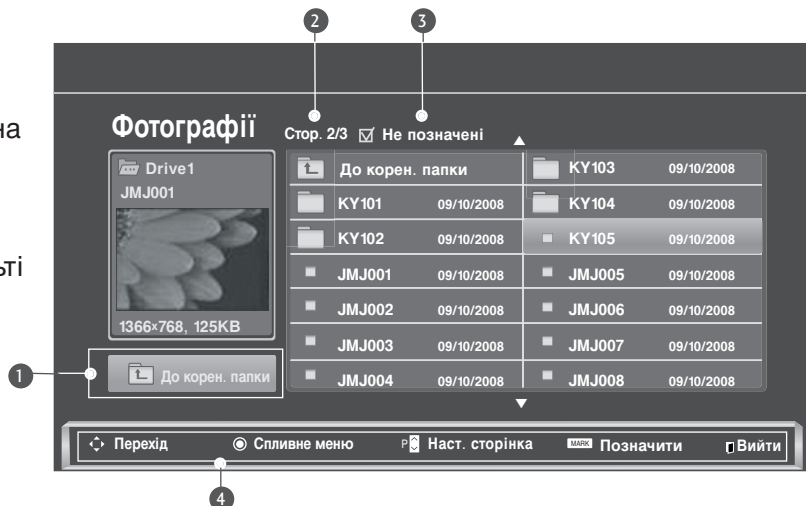 2
3
на
ьті
Фотографії
Стор. 2/3 Не позначені
Drive1
JMJ001
1366×768, 125KB
До корен. папки
До корен. папки
KY101 09/10/2008
KY102 09/10/2008
JMJ001 09/10/2008
JMJ002 09/10/2008
JMJ003 09/10/2008
JMJ004 09/10/2008
KY103 09/10/2008
KY104 09/10/2008
KY105 09/10/2008
JMJ005 09/10/2008
JMJ006 09/10/2008
JMJ007 09/10/2008
JMJ008 09/10/2008
1
Перехід Спливне меню P Наст. сторінка MARK Позначити Вийти
4